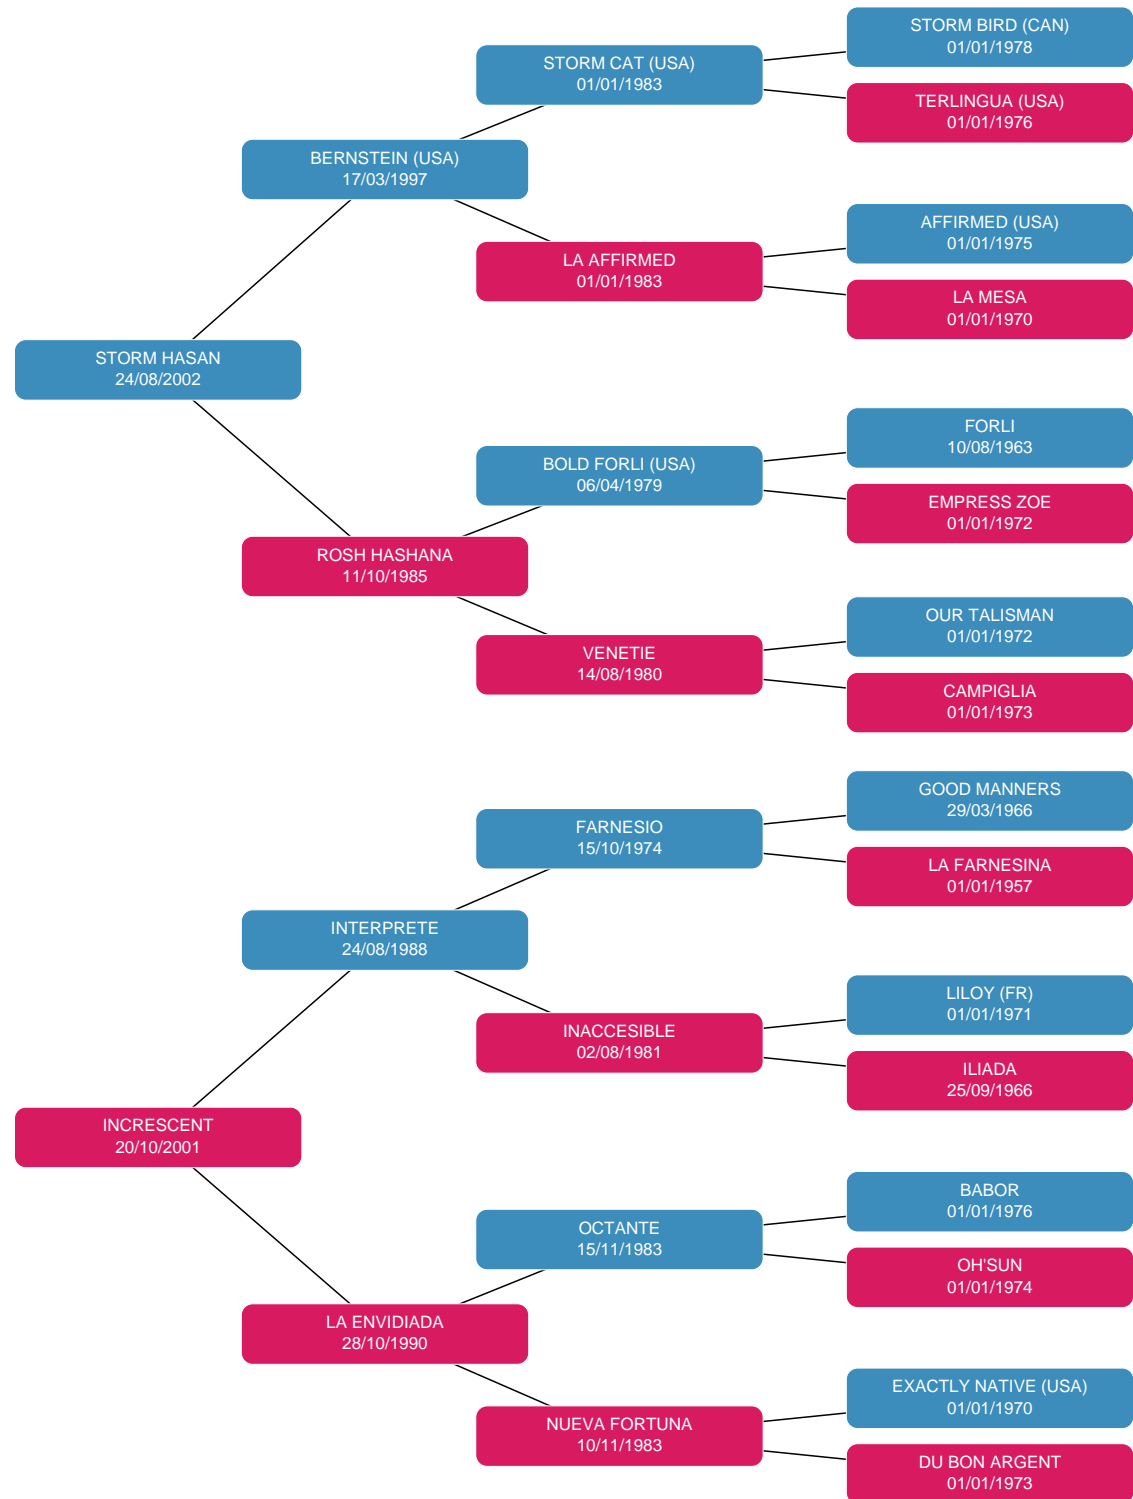 STORM BIRD (CAN)
01/01/1978
STORM CAT (USA)
01/01/1983
TERLINGUA (USA)
01/01/1976
BERNSTEIN (USA)
17/03/1997
AFFIRMED (USA)
01/01/1975
LA AFFIRMED
01/01/1983
LA MESA
01/01/1970
STORM HASAN
24/08/2002
FORLI
10/08/1963
BOLD FORLI (USA)
06/04/1979
EMPRESS ZOE
01/01/1972
ROSH HASHANA
11/10/1985
OUR TALISMAN
01/01/1972
VENETIE
14/08/1980
CAMPIGLIA
01/01/1973
GOOD MANNERS
29/03/1966
FARNESIO
15/10/1974
LA FARNESINA
01/01/1957
INTERPRETE
24/08/1988
LILOY (FR)
01/01/1971
INACCESIBLE
02/08/1981
ILIADA
25/09/1966
INCRESCENT
20/10/2001
BABOR
01/01/1976
OCTANTE
15/11/1983
OH'SUN
01/01/1974
LA ENVIDIADA
28/10/1990
EXACTLY NATIVE (USA)
01/01/1970
NUEVA FORTUNA
10/11/1983
DU BON ARGENT
01/01/1973